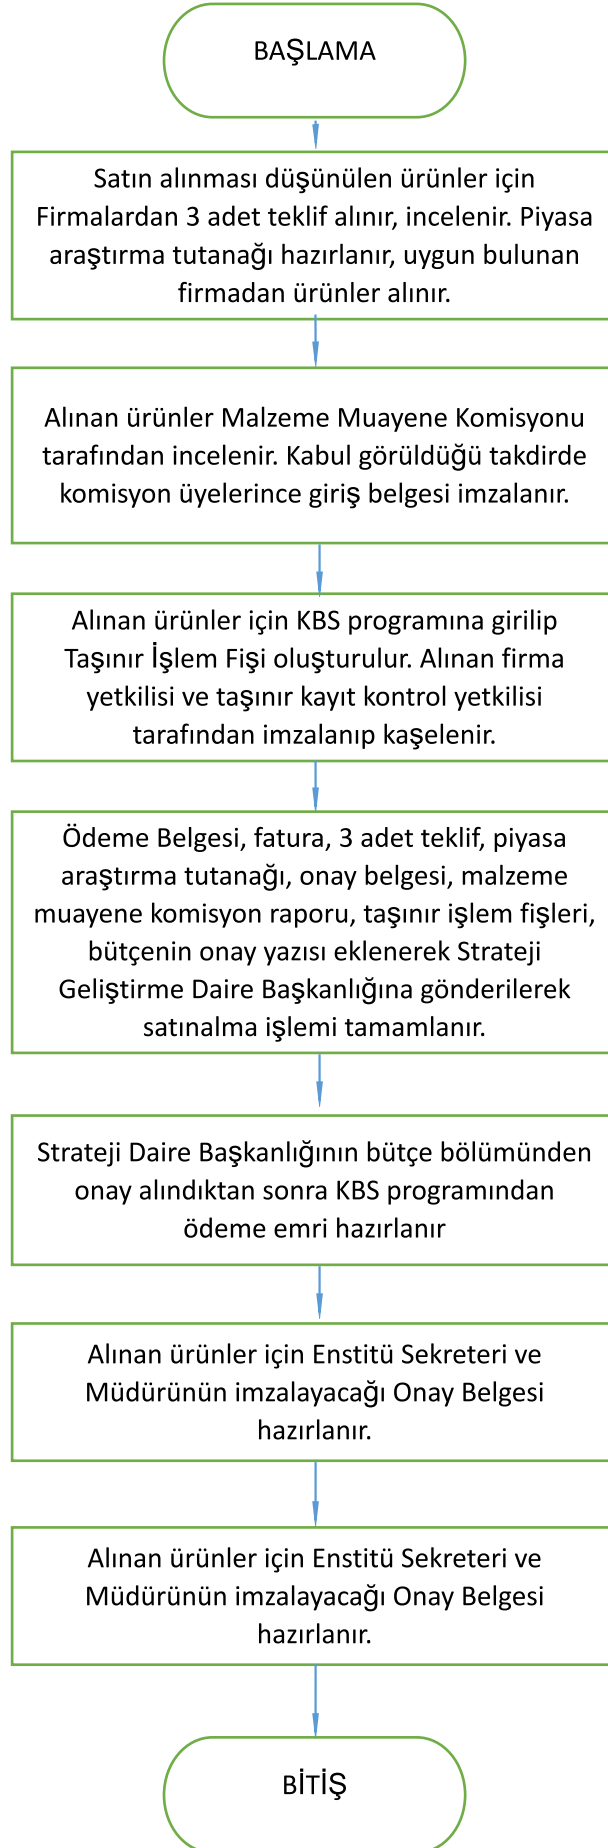 BAŞLAMA
Satın alınması düşünülen ürünler için
Firmalardan 3 adet teklif alınır, incelenir. Piyasa
araştırma tutanağı hazırlanır, uygun bulunan
firmadan ürünler alınır.
Alınan ürünler Malzeme Muayene Komisyonu
tarafından incelenir. Kabul görüldüğü takdirde
komisyon üyelerince giriş belgesi imzalanır.
Alınan ürünler için KBS programına girilip
Taşınır İşlem Fişi oluşturulur. Alınan firma
yetkilisi ve taşınır kayıt kontrol yetkilisi
tarafından imzalanıp kaşelenir.
Ödeme Belgesi, fatura, 3 adet teklif, piyasa
araştırma tutanağı, onay belgesi, malzeme
muayene komisyon raporu, taşınır işlem fişleri,
bütçenin onay yazısı eklenerek Strateji
Geliştirme Daire Başkanlığına gönderilerek
satınalma işlemi tamamlanır.
Strateji Daire Başkanlığının bütçe bölümünden
onay alındıktan sonra KBS programından
ödeme emri hazırlanır
Alınan ürünler için Enstitü Sekreteri ve
Müdürünün imzalayacağı Onay Belgesi
hazırlanır.
Alınan ürünler için Enstitü Sekreteri ve
Müdürünün imzalayacağı Onay Belgesi
hazırlanır.
BİTİŞ